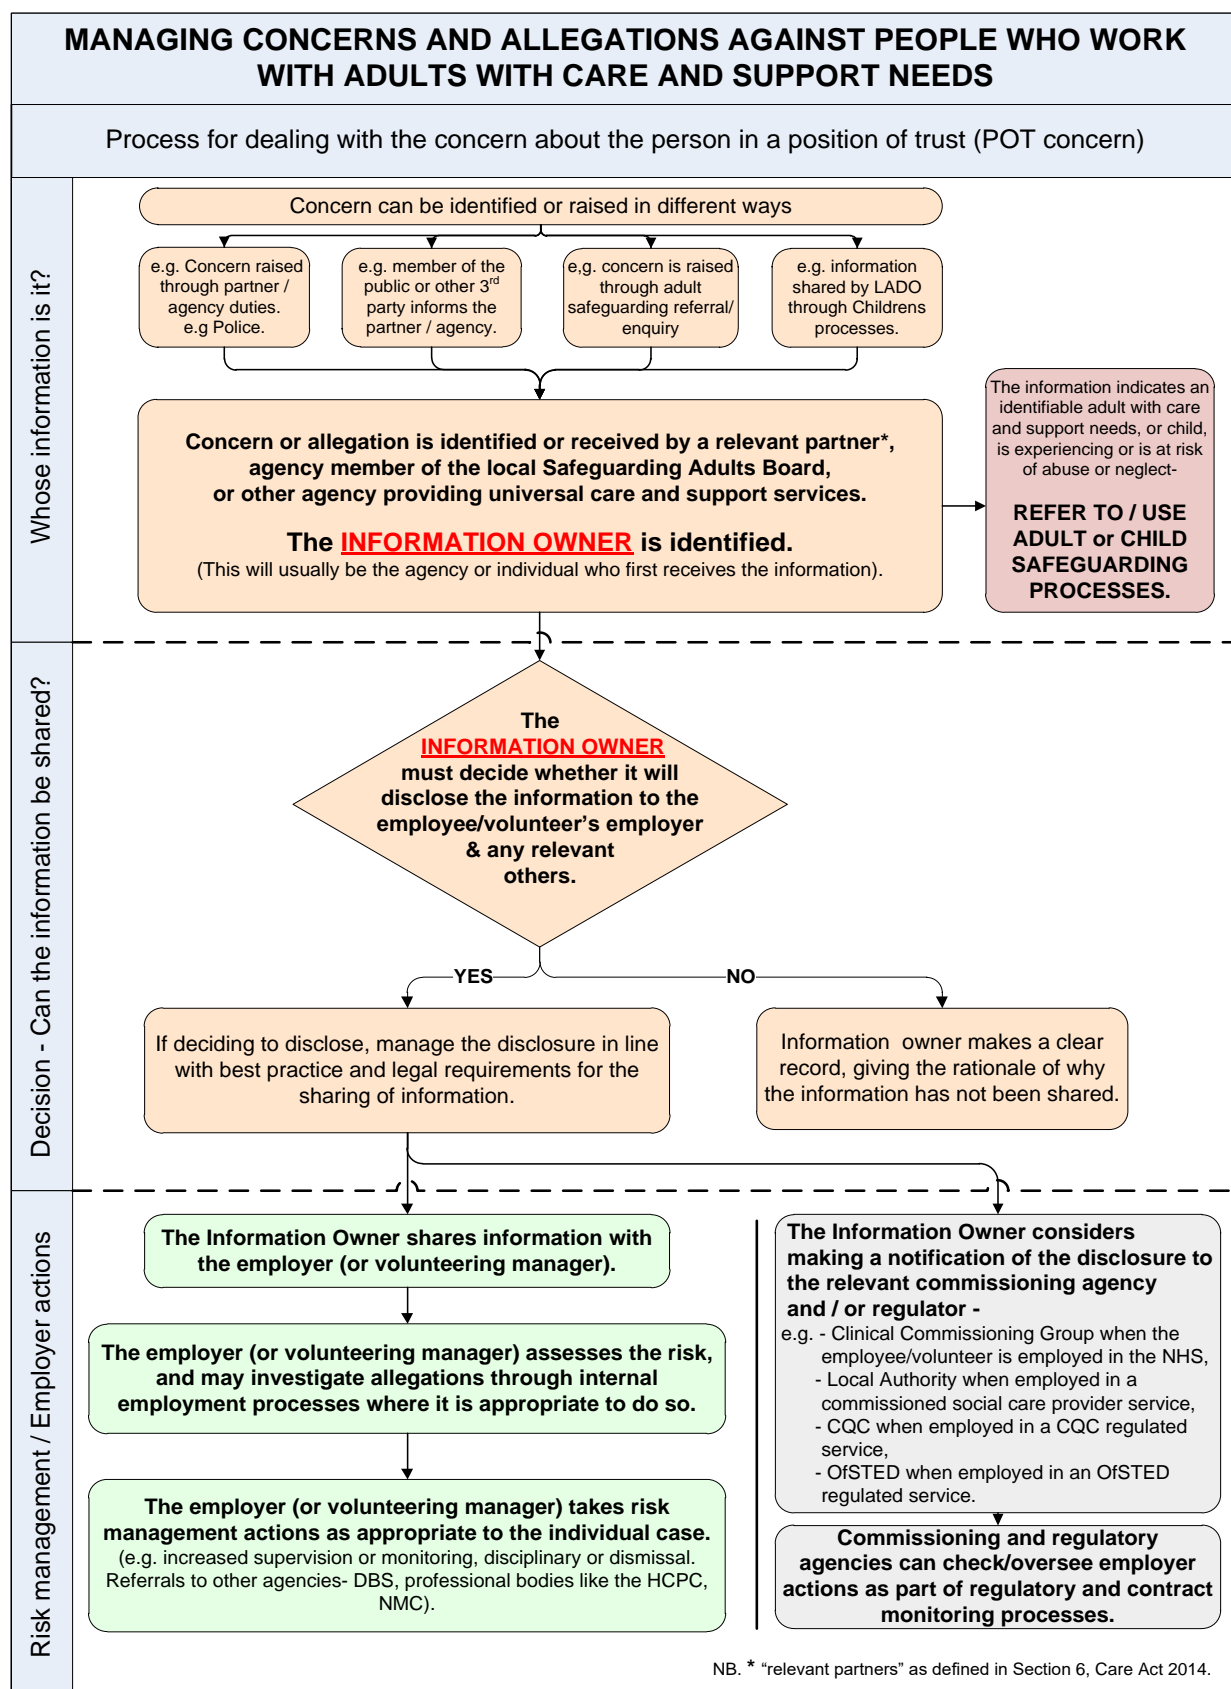 MANAGING CONCERNS AND ALLEGATIONS AGAINST PEOPLE WHO WORK
WITH ADULTS WITH CARE AND SUPPORT NEEDS
Process for dealing with the concern about the person in a position of trust (POT concern)
Whose information is it?
Concern can be identified or raised in different ways
e.g. Concern raised
through partner /
agency duties.
e.g Police.
e.g. member of the
public or other 3rd
party informs the
partner / agency.
e,g. concern is raised
through adult
safeguarding referral/
enquiry
e.g. information
shared by LADO
through Childrens
processes.
Concern or allegation is identified or received by a relevant partner*,
agency member of the local Safeguarding Adults Board,
or other agency providing universal care and support services.
The INFORMATION OWNER is identified.
(This will usually be the agency or individual who first receives the information).
The information indicates an
identifiable adult with care
and support needs, or child,
is experiencing or is at risk
of abuse or neglect-
REFER TO / USE
ADULT or CHILD
SAFEGUARDING
PROCESSES.
Decision - Can the information be shared?
The
INFORMATION OWNER
must decide whether it will
disclose the information to the
employee/volunteer’s employer
& any relevant
others.
YES
NO
If deciding to disclose, manage the disclosure in line
with best practice and legal requirements for the
sharing of information.
Information owner makes a clear
record, giving the rationale of why
the information has not been shared.
Risk management / Employer actions
The Information Owner shares information with
the employer (or volunteering manager).
The employer (or volunteering manager) assesses the risk,
and may investigate allegations through internal
employment processes where it is appropriate to do so.
The employer (or volunteering manager) takes risk
management actions as appropriate to the individual case.
(e.g. increased supervision or monitoring, disciplinary or dismissal.
Referrals to other agencies- DBS, professional bodies like the HCPC,
NMC).
The Information Owner considers
making a notification of the disclosure to
the relevant commissioning agency
and / or regulator -
e.g. - Clinical Commissioning Group when the
employee/volunteer is employed in the NHS,
- Local Authority when employed in a
commissioned social care provider service,
- CQC when employed in a CQC regulated
service,
- OfSTED when employed in an OfSTED
regulated service.
Commissioning and regulatory
agencies can check/oversee employer
actions as part of regulatory and contract
monitoring processes.
NB. * “relevant partners” as defined in Section 6, Care Act 2014.